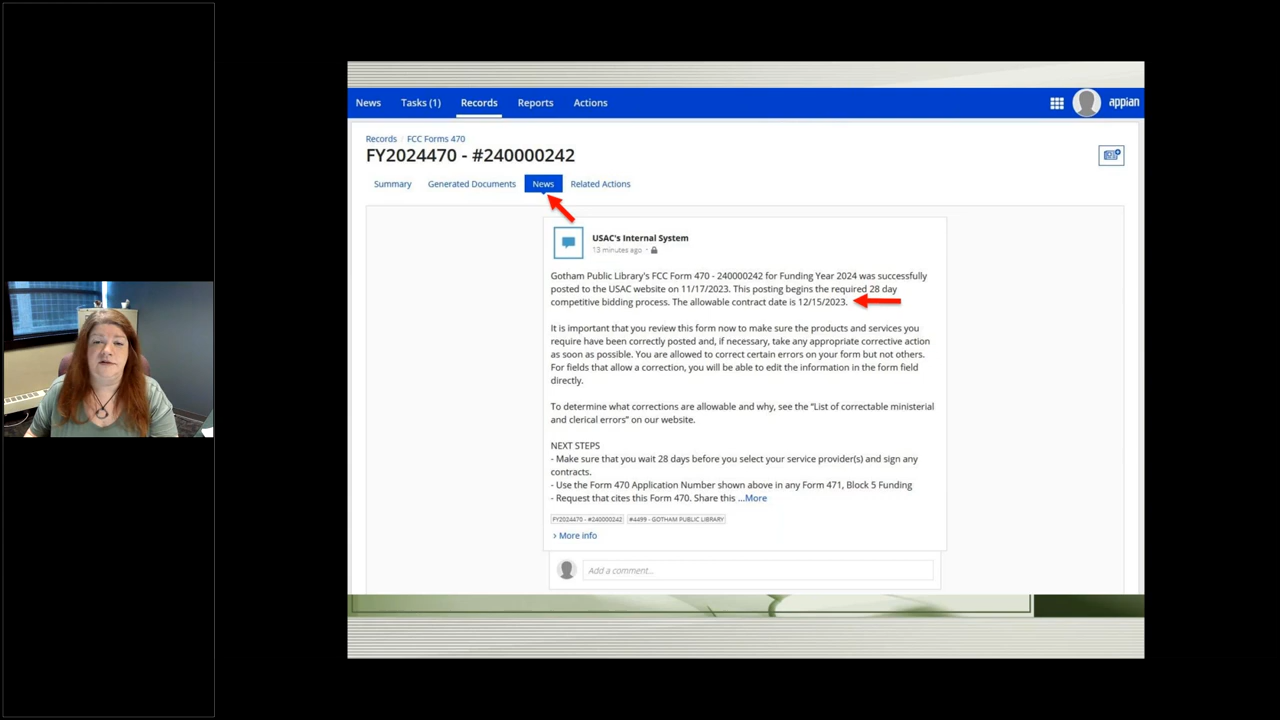 News Tasks (1) Records Reports Actions appian
Records / FCC Forms 470
FY2024470 - #240000242
Summary Generated Documents News Related Actions
USAC's Internal System
13 minutes ago
Gotham Public Library's FCC Form 470 - 240000242 for Funding Year 2024 was successfully
posted to the USAC website on 11/17/2023. This posting begins the required 28 day
competitive bidding process. The allowable contract date is 12/15/2023.
It is important that you review this form now to make sure the products and services you
require have been correctly posted and, if necessary, take any appropriate corrective action
as soon as possible. You are allowed to correct certain errors on your form but not others.
For fields that allow a correction, you will be able to edit the information in the form field
directly.
To determine what corrections are allowable and why, see the "List of correctable ministerial
and clerical errors" on our website.
NEXT STEPS
- Make sure that you wait 28 days before you select your service provider(s) and sign any
contracts.
- Use the Form 470 Application Number shown above in any Form 471, Block 5 Funding
- Request that cites this Form 470. Share this ...More
FY2024470 - #240000242 #4499 - GOTHAM PUBLIC LIBRARY
› More info
Add a comment...